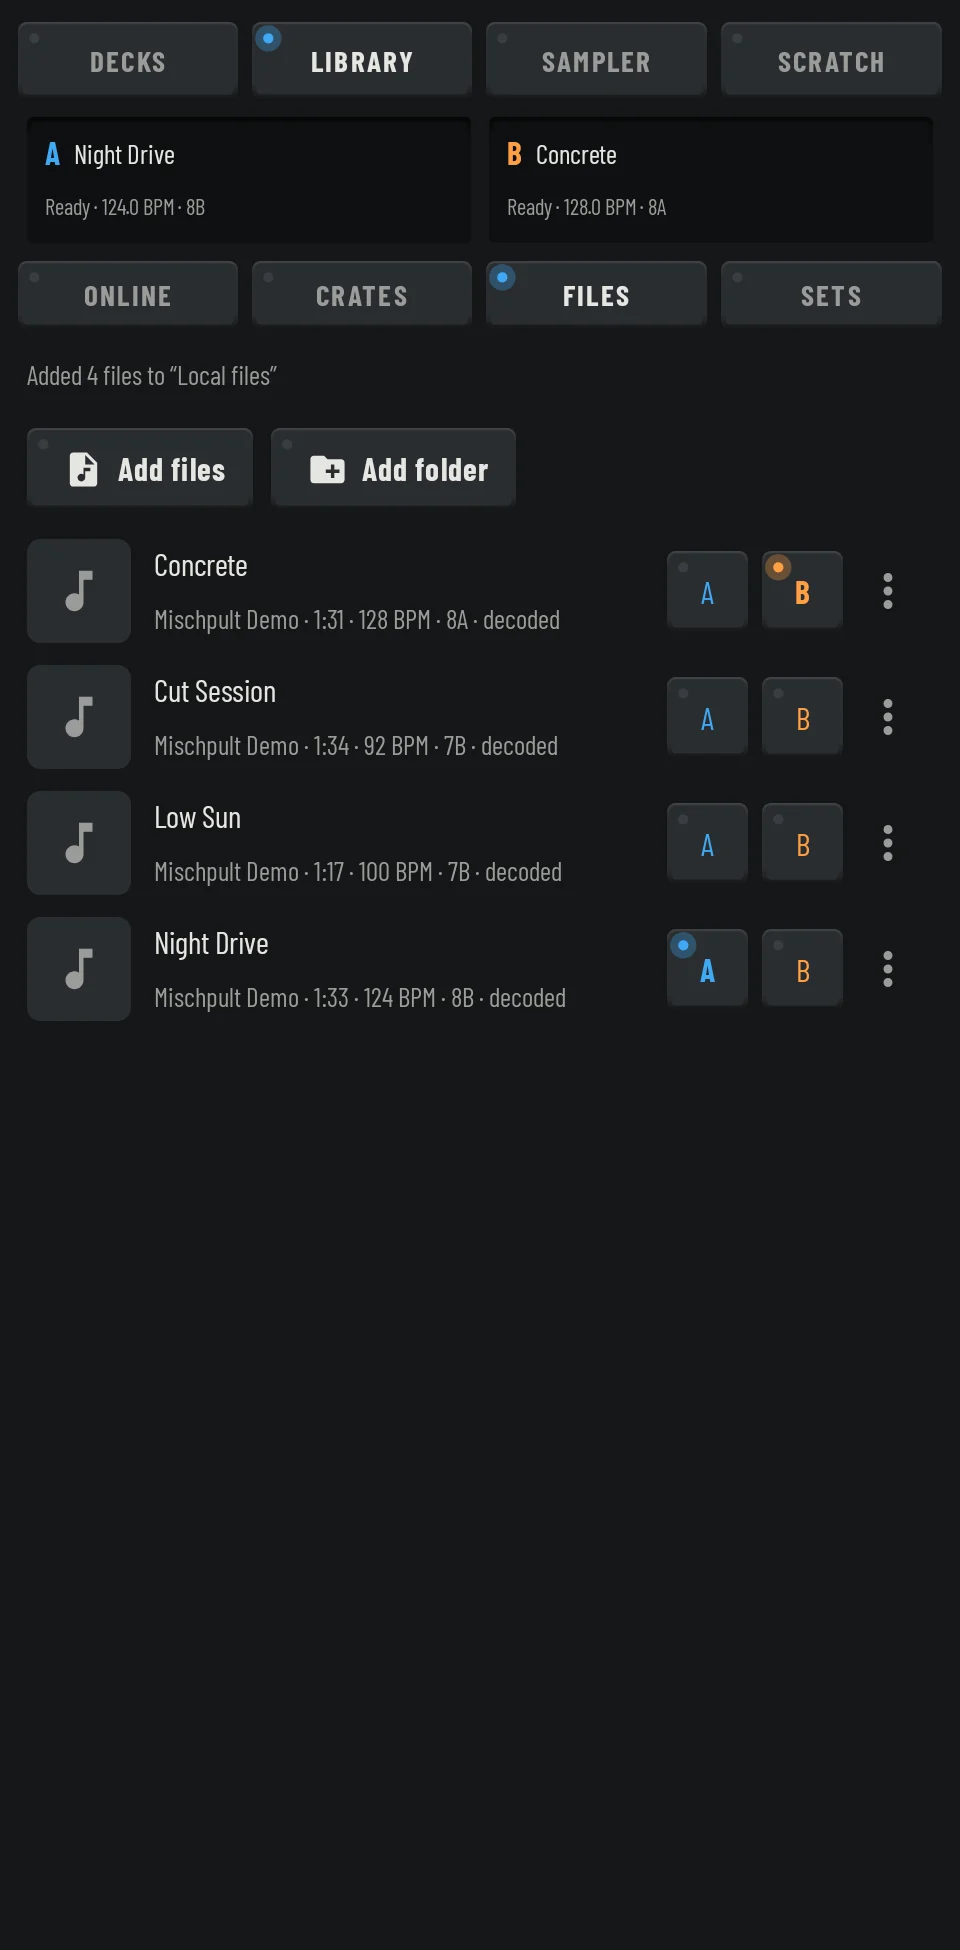 DECKS LIBRARY SAMPLER SCRATCH
A Night Drive
Ready · 124.0 BPM · 8B
B Concrete
Ready · 128.0 BPM · 8A
ONLINE CRATES FILES SETS
Added 4 files to “Local files”
Add files Add folder
Concrete
Mischpult Demo · 1:31 · 128 BPM · 8A · decoded
A B
Cut Session
Mischpult Demo · 1:34 · 92 BPM · 7B · decoded
A B
Low Sun
Mischpult Demo · 1:17 · 100 BPM · 7B · decoded
A B
Night Drive
Mischpult Demo · 1:33 · 124 BPM · 8B · decoded
A B